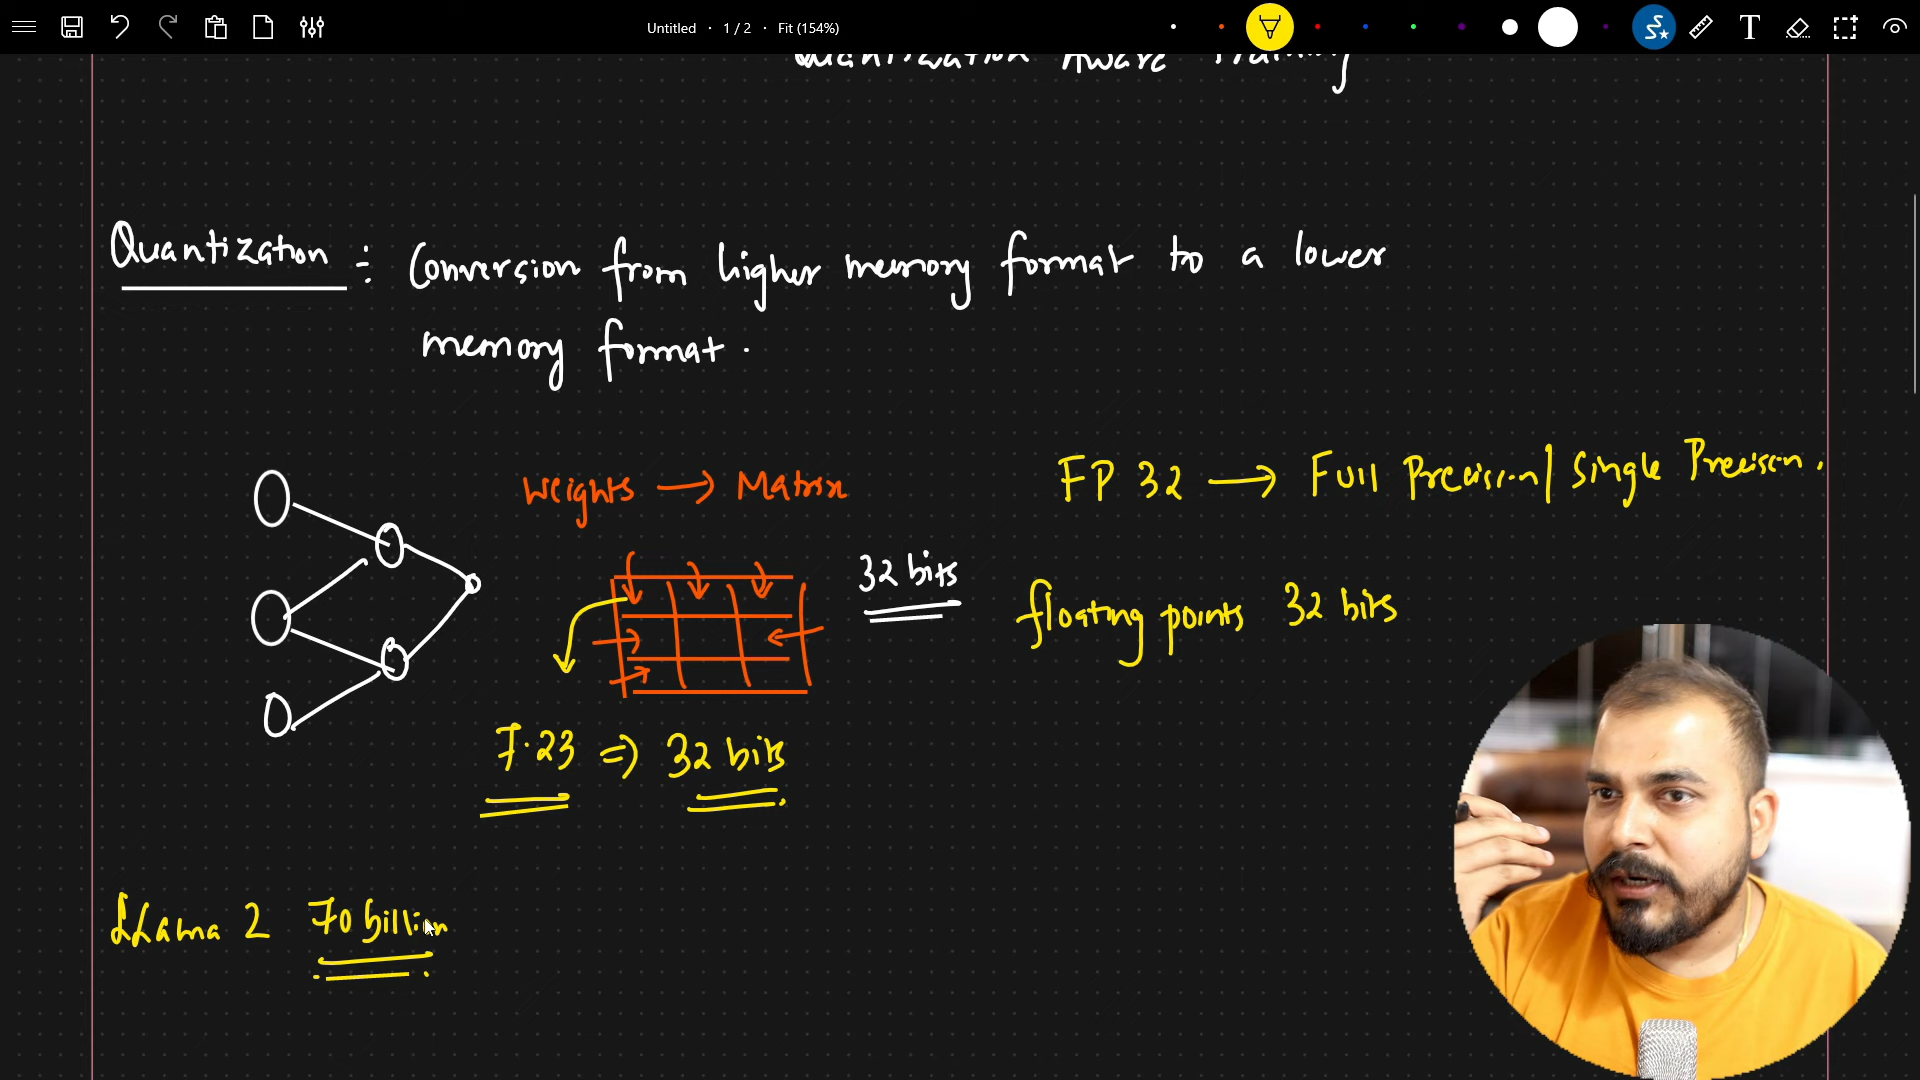 Untitled · 1 / 2 · Fit (154%)
T
Quantization Aware Training
Quantization :- Conversion from higher memory format to a lower
memory format.
Weights → Matrix
FP 32 → Full Precision / Single Precision.
32 bits
floating points 32 bits
7.23 ⇒ 32 bits
LLama 2 70 billion